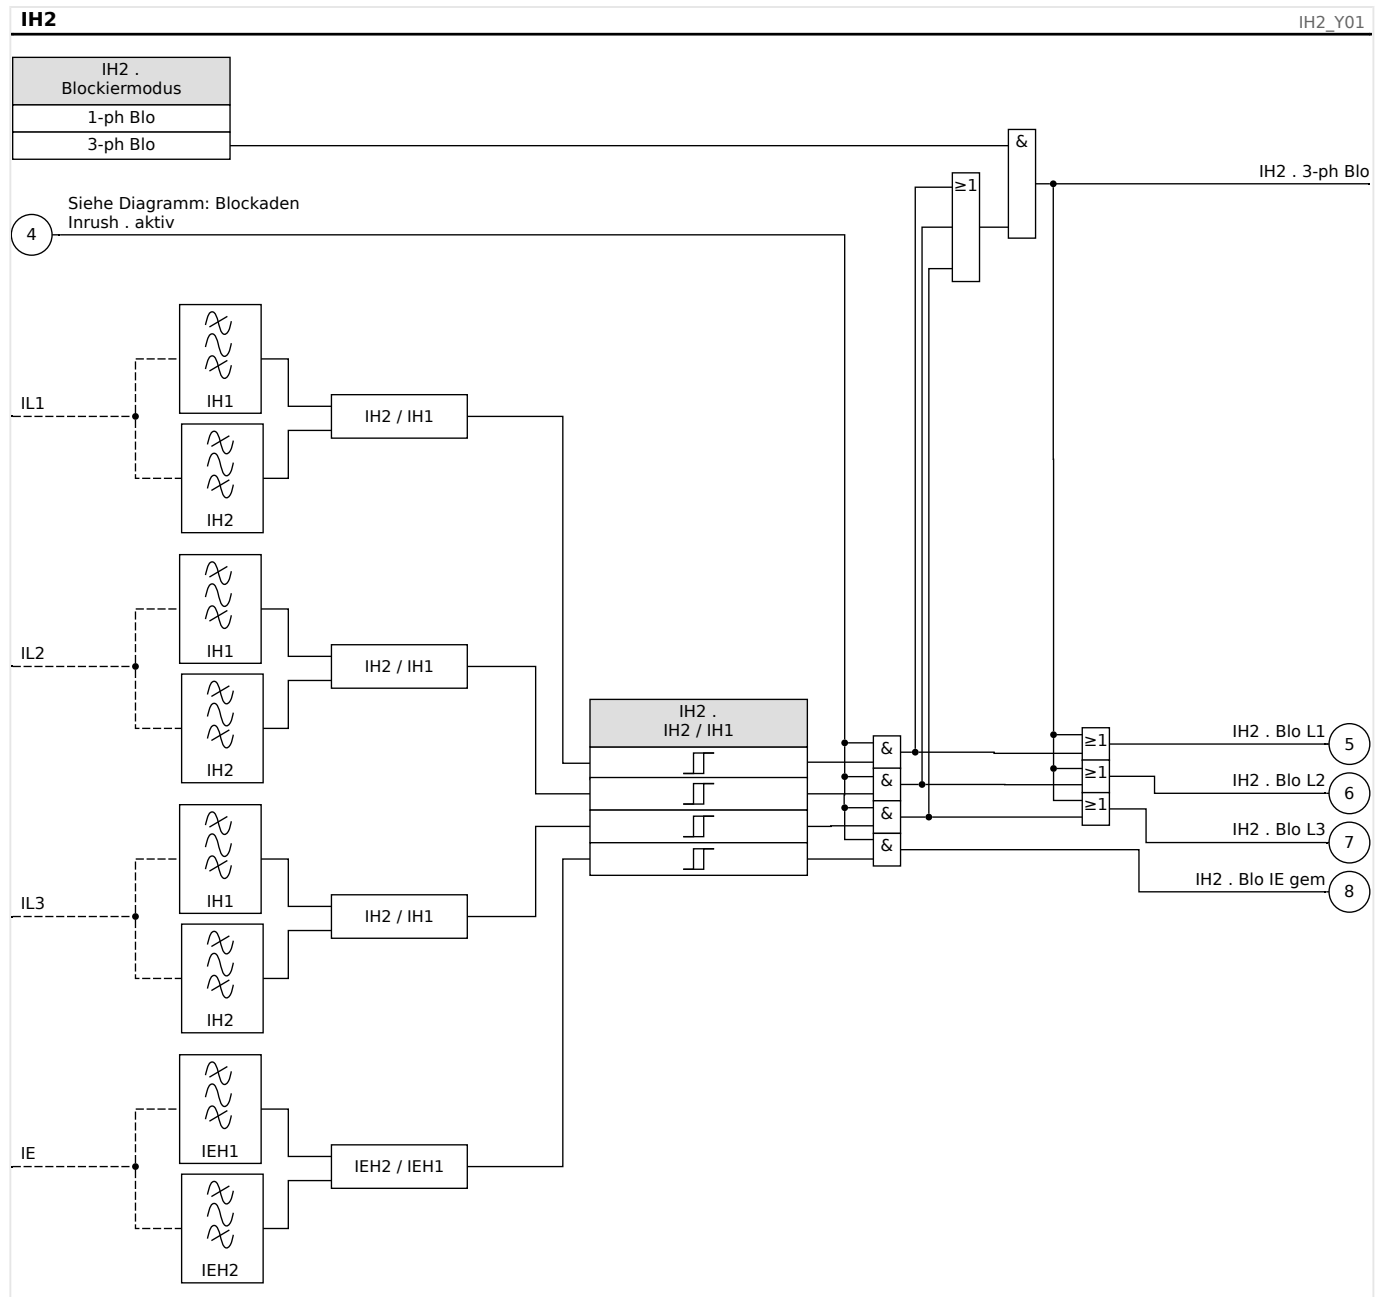 IH2
IH2_Y01
IH2 .
Blockiermodus
1-ph Blo
3-ph Blo
&
≥1
IH2 . 3-ph Blo
Siehe Diagramm: Blockaden
Inrush . aktiv
4
IH1
IL1
IH2 / IH1
IH2
IH1
IL2
IH2 / IH1
IH2
IH2 .
IH2 / IH1
&
&
&
&
≥1
≥1
≥1
IH2 . Blo L1
5
IH2 . Blo L2
6
IH2 . Blo L3
7
IH2 . Blo IE gem
8
IH1
IL3
IH2 / IH1
IH2
IEH1
IE
IEH2 / IEH1
IEH2